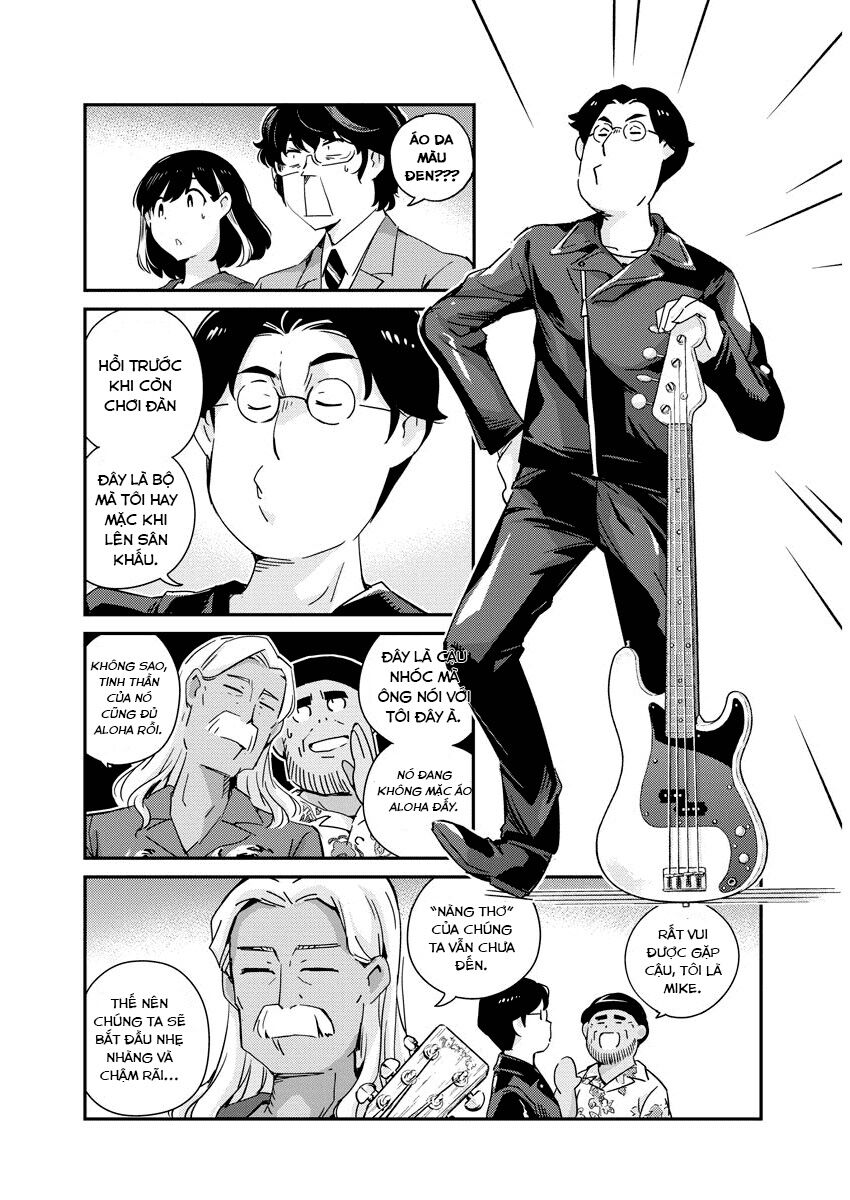 ÁO DA
MÀU
ĐEN???
HỒI TRƯỚC
KHI CÒN
CHƠI ĐÀN
ĐÂY LÀ BỘ
MÀ TÔI HAY
MẶC KHI
LÊN SÂN
KHẤU.
ĐÂY LÀ CẬU
NHÓC MÀ
ÔNG NÓI VỚI
TÔI ĐÂY À.
KHÔNG SAO,
TINH THẦN
CỦA NÓ
CŨNG ĐỦ
ALOHA RỒI.
NÓ ĐANG
KHÔNG MẶC ÁO
ALOHA ĐẤY.
"NÀNG THƠ"
CỦA CHÚNG
TA VẪN CHƯA
ĐẾN.
RẤT VUI
ĐƯỢC GẶP
CẬU, TÔI LÀ
MIKE.
THẾ NÊN
CHÚNG TA SẼ
BẮT ĐẦU NHẸ
NHÀNG VÀ
CHẬM RÃI...